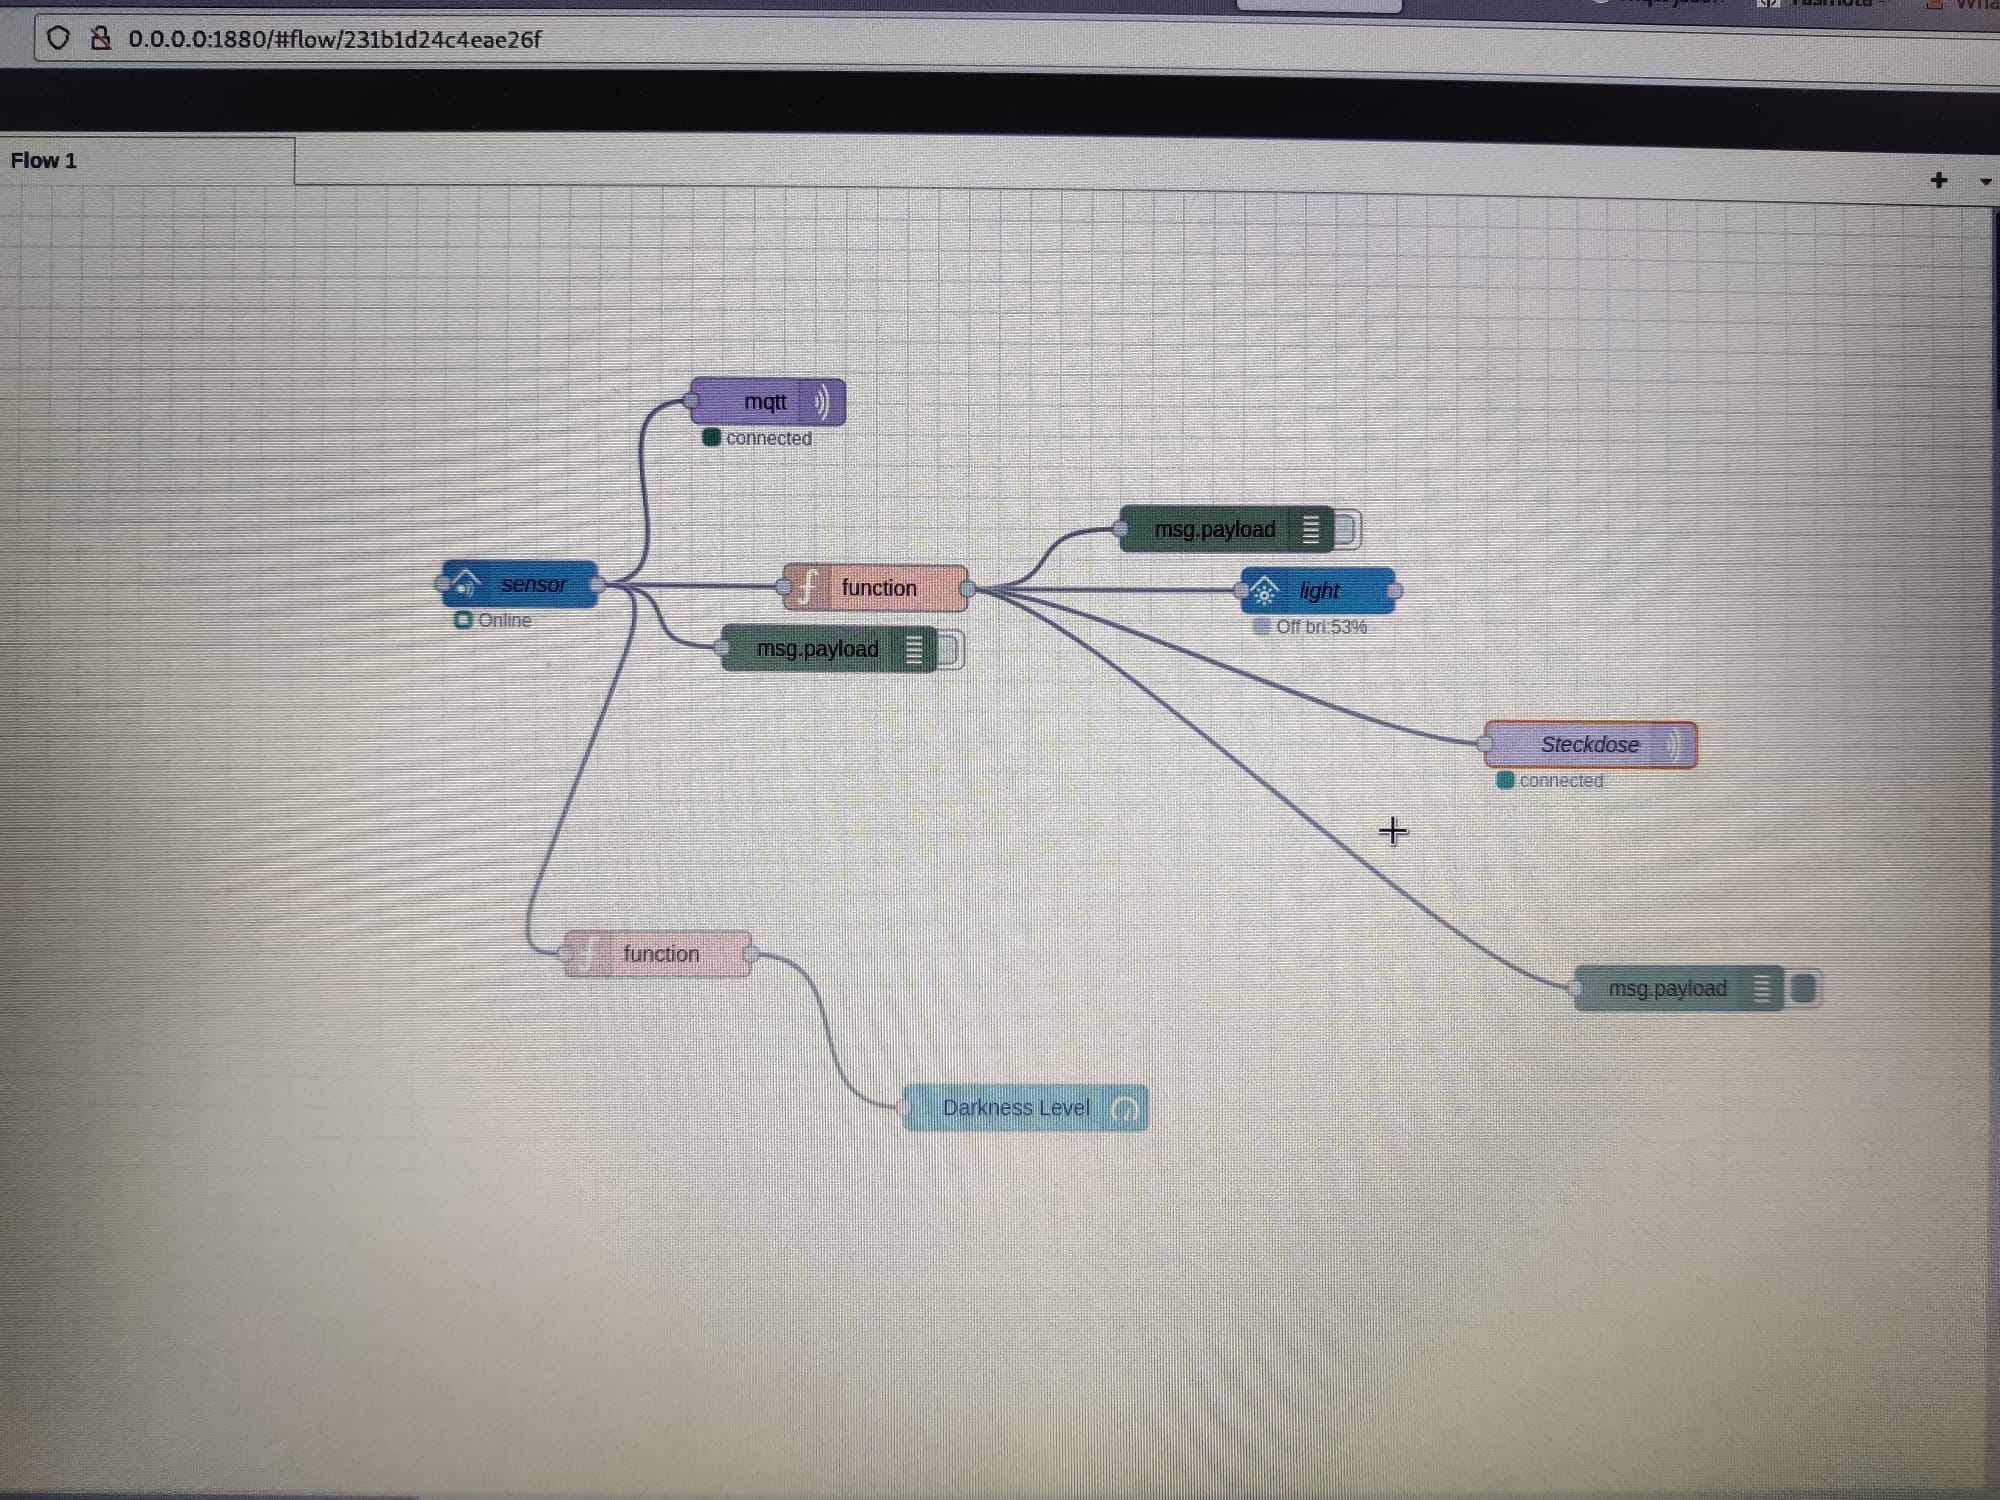 0.0.0.0:1880/#flow/231b1d24c4eae26f
Flow 1
mqtt
connected
msg.payload
sensor
function
light
Online
Off bri:53%
msg.payload
Steckdose
connected
function
msg.payload
Darkness Level